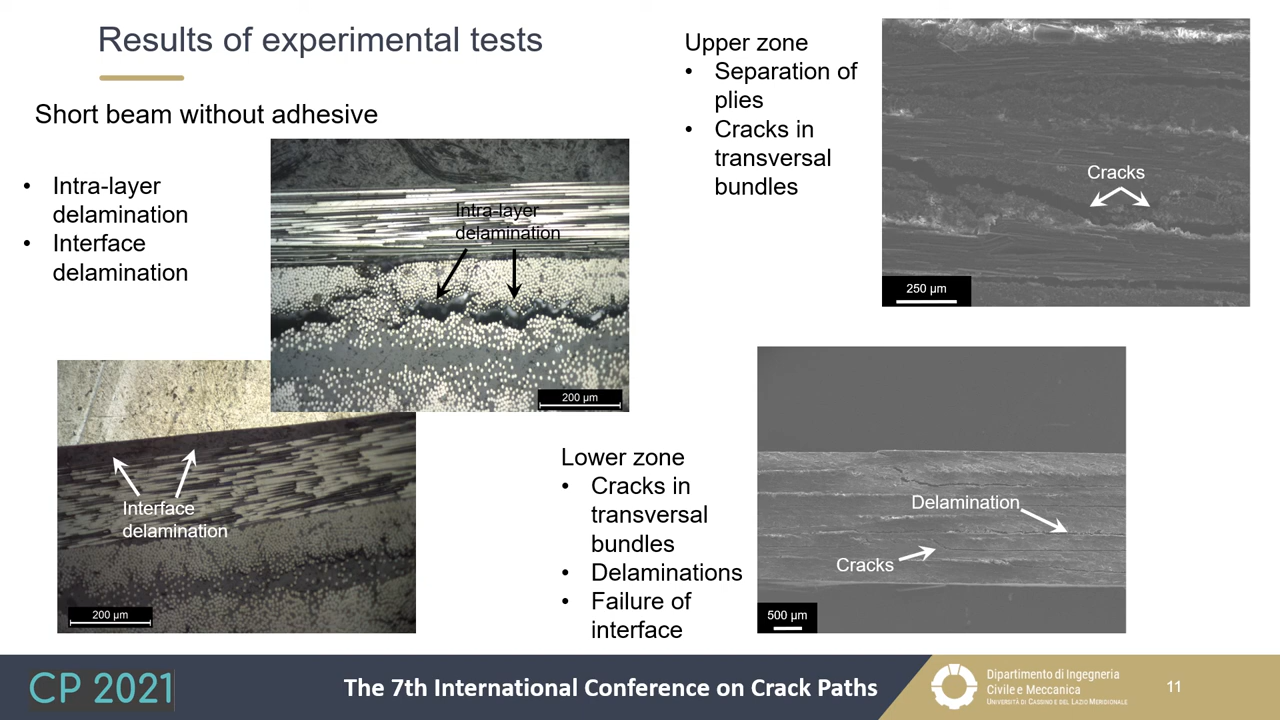 Results of experimental tests
Short beam without adhesive
• Intra-layer
delamination
• Interface
delamination
Intra-layer
delamination
200 µm
Interface
delamination
200 µm
Upper zone
• Separation of
plies
• Cracks in
transversal
bundles
Cracks
250 µm
Lower zone
• Cracks in
transversal
bundles
• Delaminations
• Failure of
interface
Delamination
Cracks
500 µm
CP 2021
The 7th International Conference on Crack Paths
Dipartimento di Ingegneria
Civile e Meccanica
Università di Cassino e del Lazio Meridionale
11